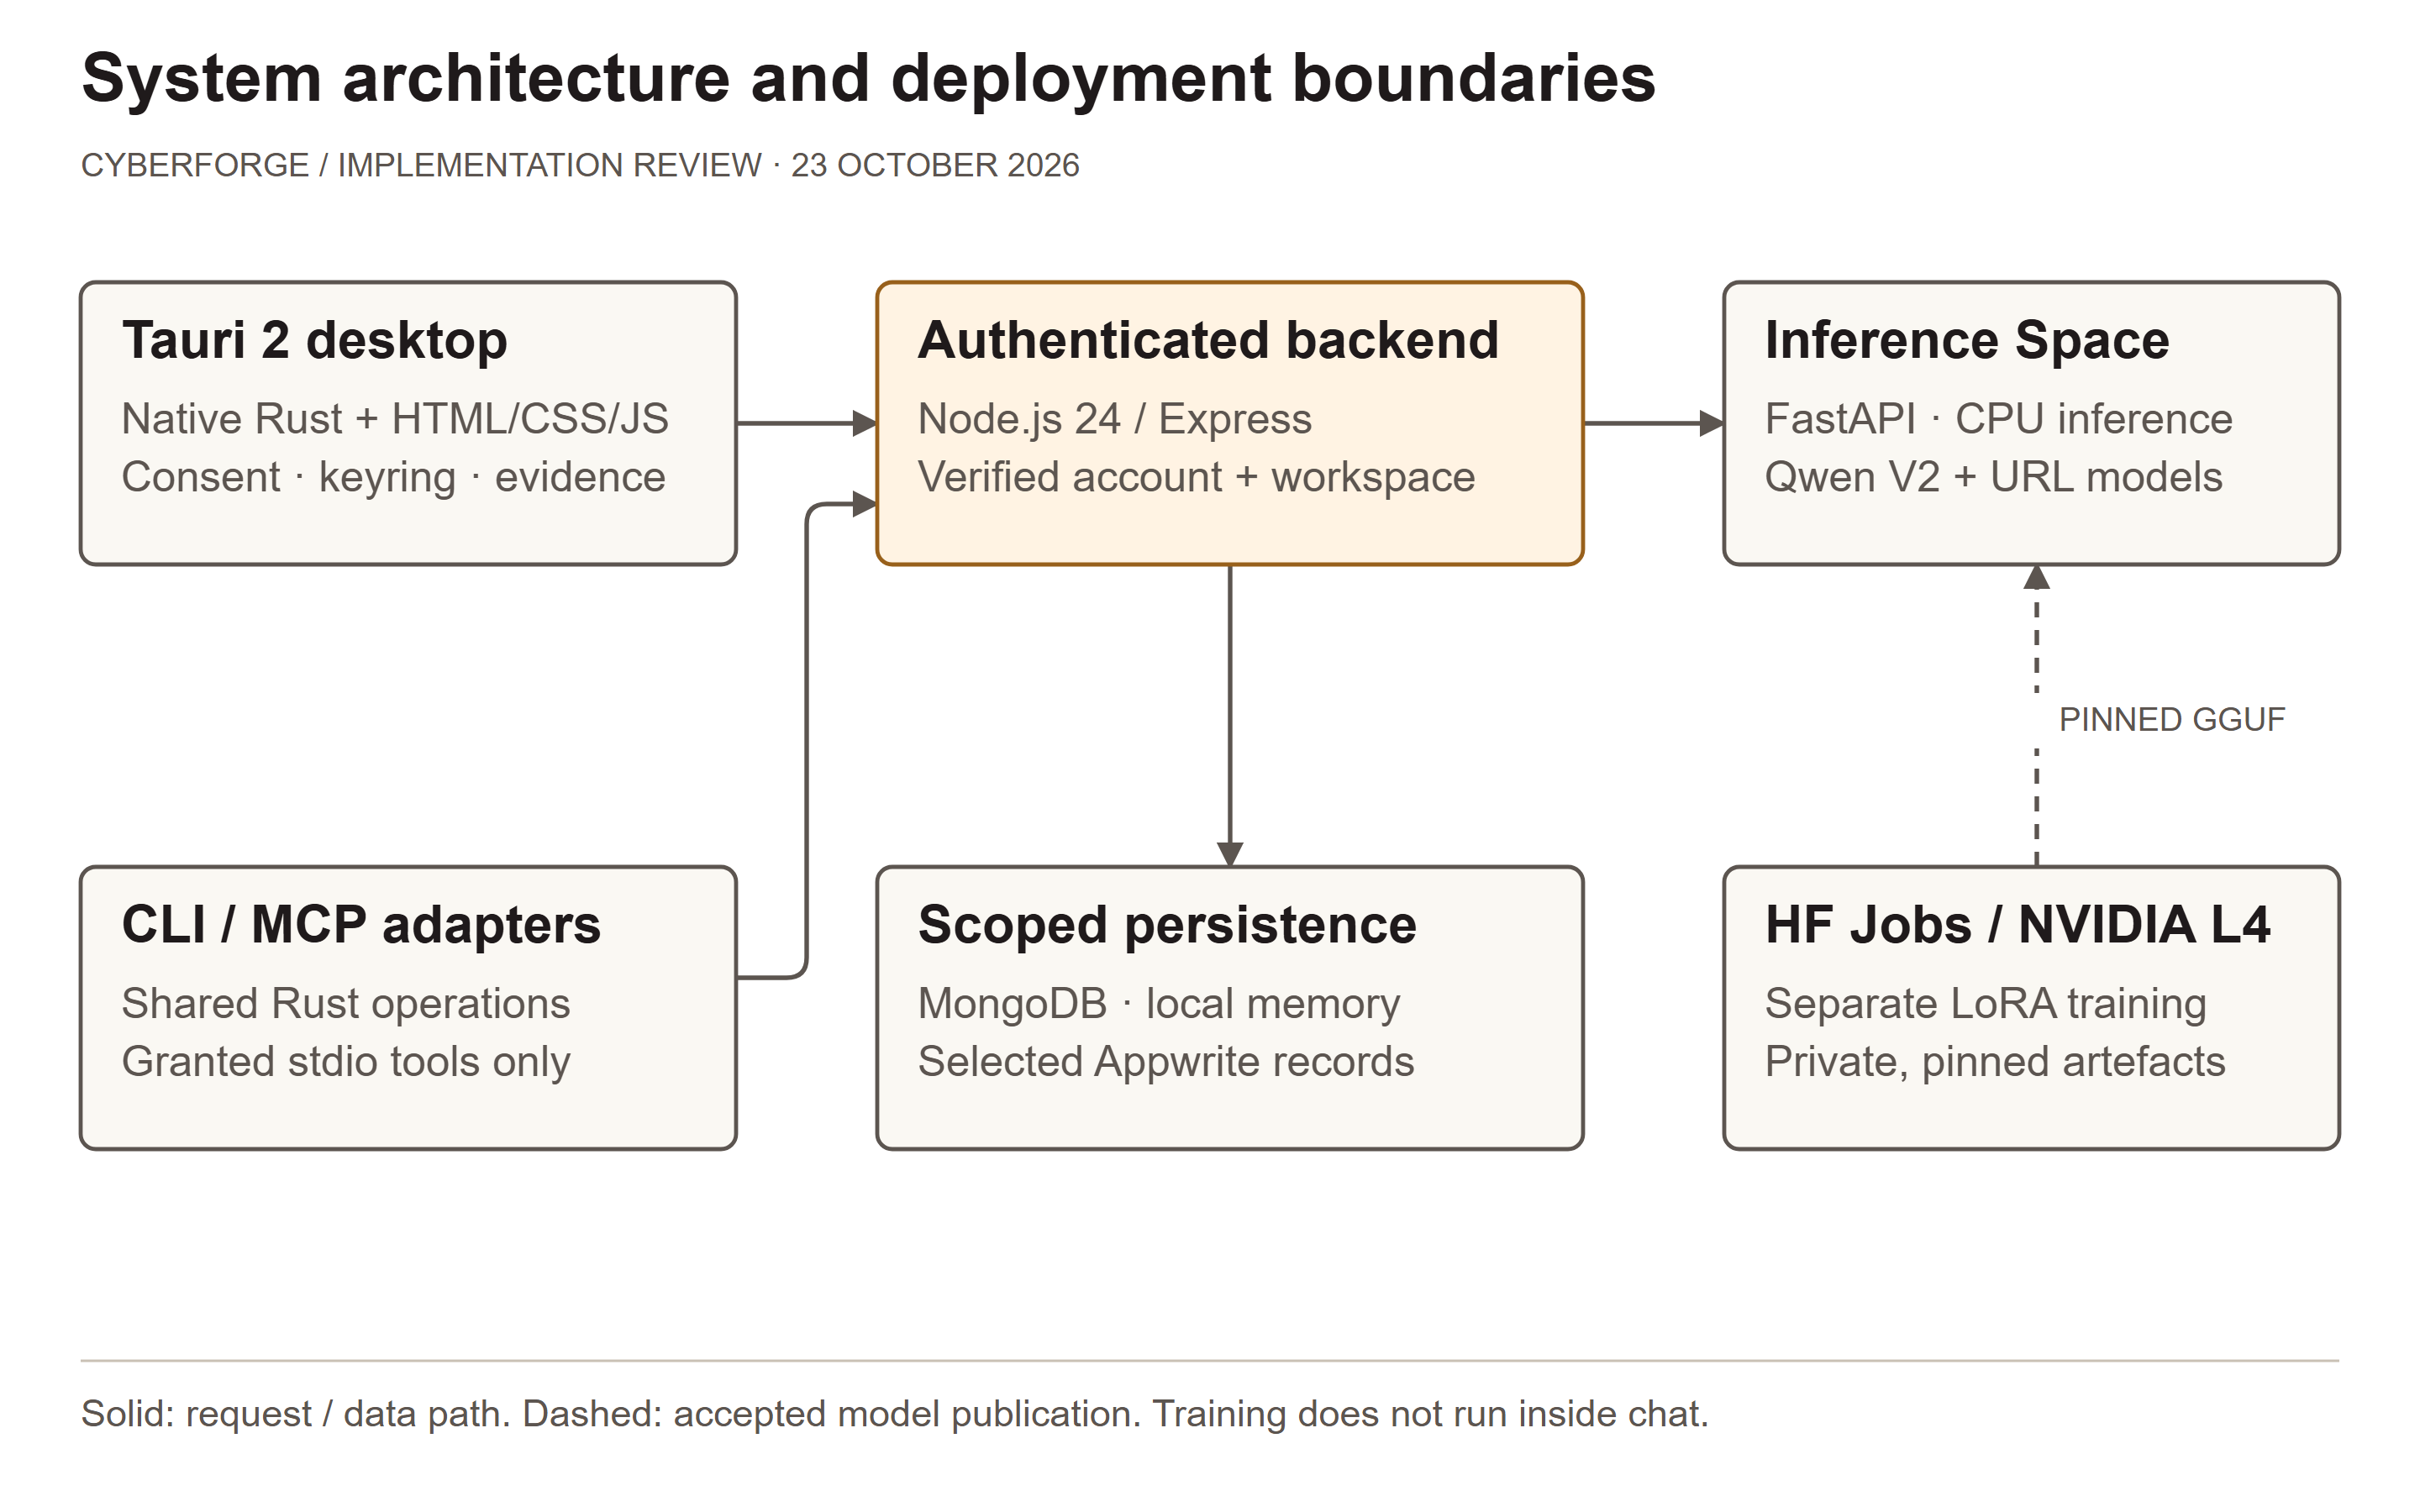 System architecture and deployment boundaries
CYBERFORGE / IMPLEMENTATION REVIEW · 23 OCTOBER 2026
Tauri 2 desktop
Native Rust + HTML/CSS/JS
Consent · keyring · evidence
Authenticated backend
Node.js 24 / Express
Verified account + workspace
Inference Space
FastAPI · CPU inference
Qwen V2 + URL models
PINNED GGUF
CLI / MCP adapters
Shared Rust operations
Granted stdio tools only
Scoped persistence
MongoDB · local memory
Selected Appwrite records
HF Jobs / NVIDIA L4
Separate LoRA training
Private, pinned artefacts
Solid: request / data path. Dashed: accepted model publication. Training does not run inside chat.